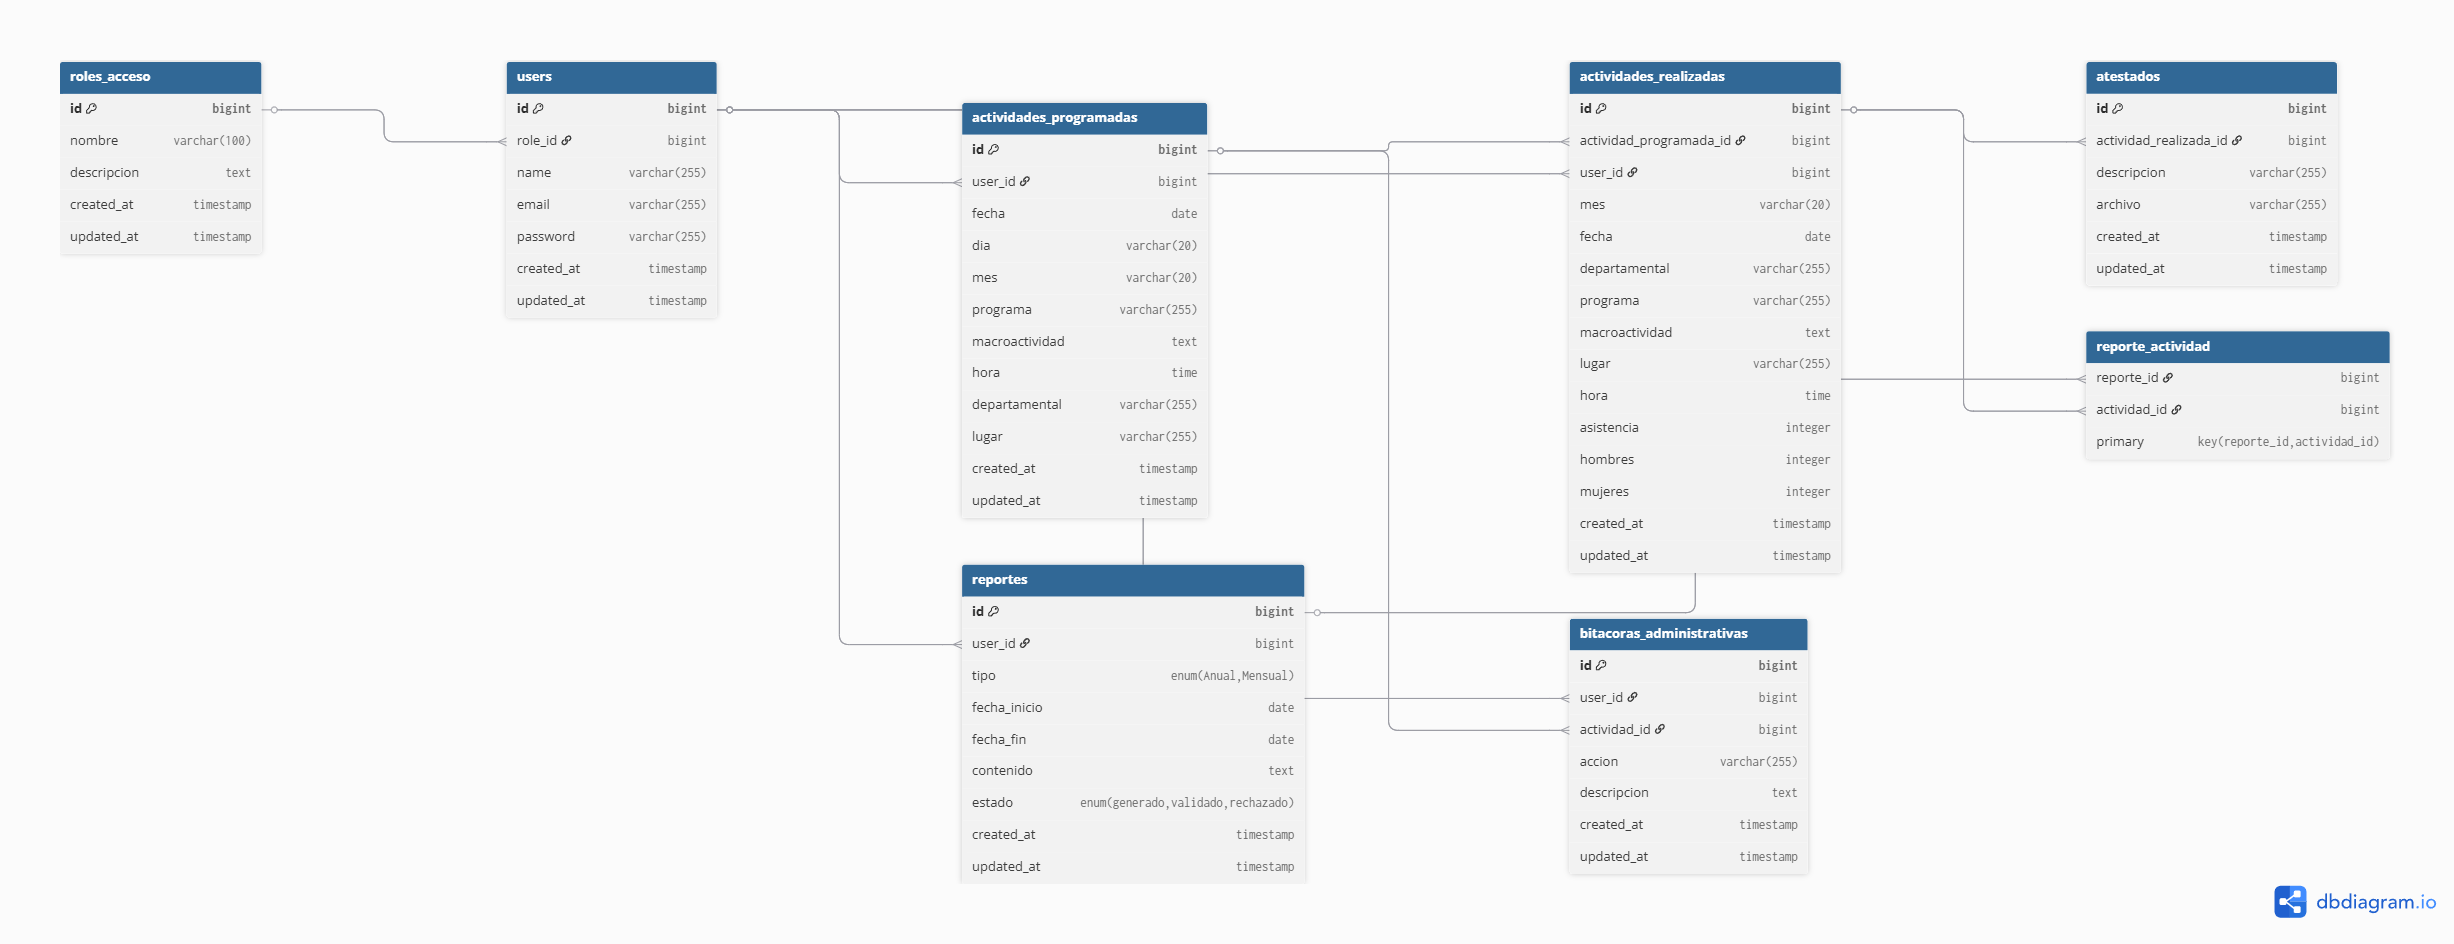 roles_acceso
id bigint
nombre varchar(100)
descripcion text
created_at timestamp
updated_at timestamp
users
id bigint
role_id bigint
name varchar(255)
email varchar(255)
password varchar(255)
created_at timestamp
updated_at timestamp
actividades_programadas
id bigint
user_id bigint
fecha date
dia varchar(20)
mes varchar(20)
programa varchar(255)
macroactividad text
hora time
departamental varchar(255)
lugar varchar(255)
created_at timestamp
updated_at timestamp
reportes
id bigint
user_id bigint
tipo enum(Anual,Mensual)
fecha_inicio date
fecha_fin date
contenido text
estado enum(generado,validado,rechazado)
created_at timestamp
updated_at timestamp
actividades_realizadas
id bigint
actividad_programada_id bigint
user_id bigint
mes varchar(20)
fecha date
departamental varchar(255)
programa varchar(255)
macroactividad text
lugar varchar(255)
hora time
asistencia integer
hombres integer
mujeres integer
created_at timestamp
updated_at timestamp
bitacoras_administrativas
id bigint
user_id bigint
actividad_id bigint
accion varchar(255)
descripcion text
created_at timestamp
updated_at timestamp
atestados
id bigint
actividad_realizada_id bigint
descripcion varchar(255)
archivo varchar(255)
created_at timestamp
updated_at timestamp
reporte_actividad
reporte_id bigint
actividad_id bigint
primary key(reporte_id,actividad_id)
dbdiagram.io